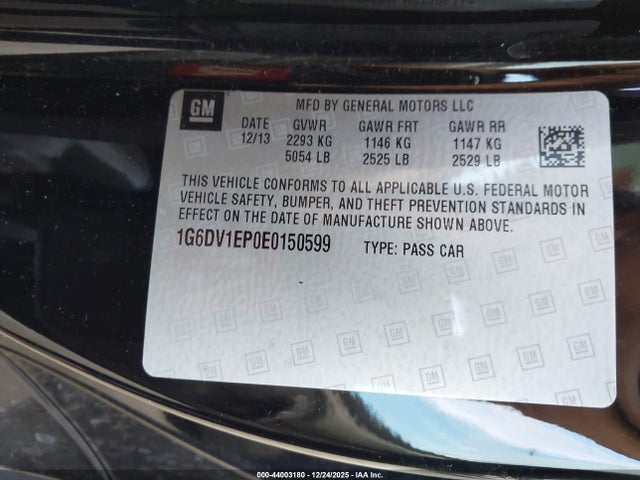 GM
MFD BY GENERAL MOTORS LLC
DATE GVWR GAWR FRT GAWR RR
12/13 2293 KG 1146 KG 1147 KG
5054 LB 2525 LB 2529 LB
THIS VEHICLE CONFORMS TO ALL APPLICABLE U.S. FEDERAL MOTOR
VEHICLE SAFETY, BUMPER, AND THEFT PREVENTION STANDARDS IN
EFFECT ON THE DATE OF MANUFACTURE SHOWN ABOVE.
1G6DV1EP0E0150599 TYPE: PASS CAR
000-44003180 - 12/24/2025 - IAA Inc.